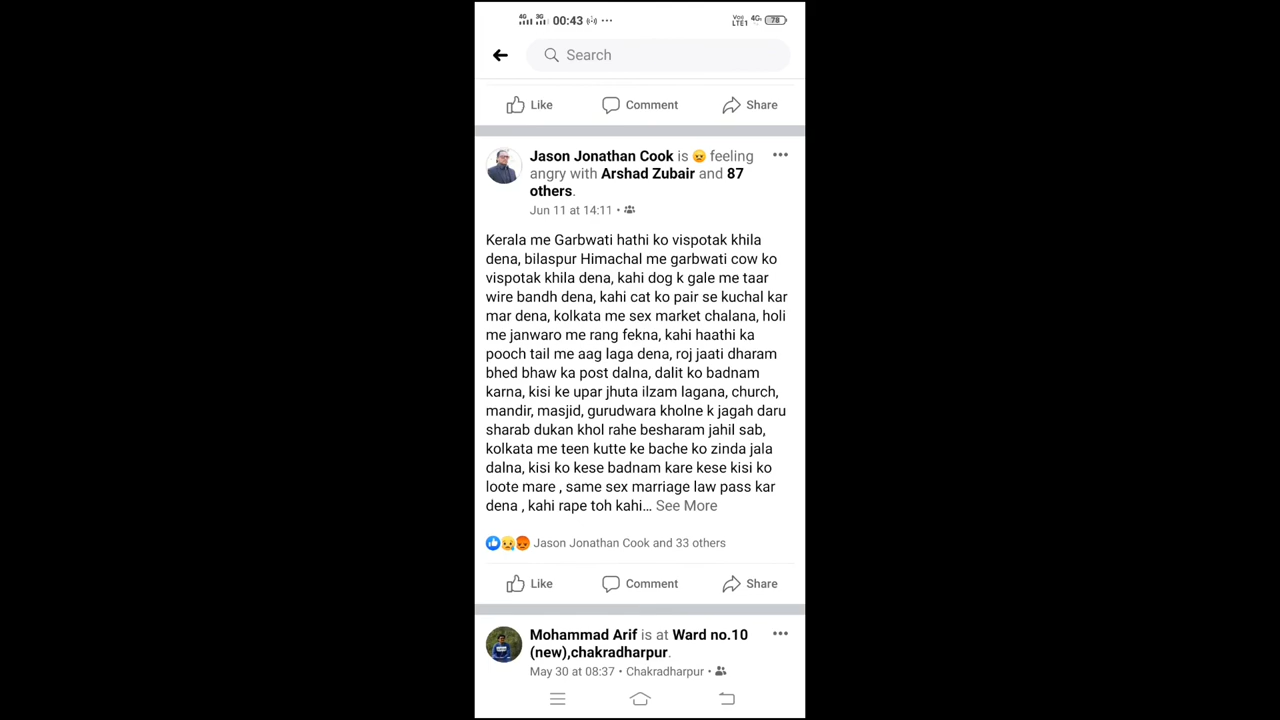 4G 3G 00:43 ...
Vo) LTE1 4G 78
Search
Like Comment Share
Jason Jonathan Cook is 😠 feeling
angry with Arshad Zubair and 87
others.
Jun 11 at 14:11 •
Kerala me Garbwati hathi ko vispotak khila
dena, bilaspur Himachal me garbwati cow ko
vispotak khila dena, kahi dog k gale me taar
wire bandh dena, kahi cat ko pair se kuchal kar
mar dena, kolkata me sex market chalana, holi
me janwaro me rang fekna, kahi haathi ka
pooch tail me aag laga dena, roj jaati dharam
bhed bhaw ka post dalna, dalit ko badnam
karna, kisi ke upar jhuta ilzam lagana, church,
mandir, masjid, gurudwara kholne k jagah daru
sharab dukan khol rahe besharam jahil sab,
kolkata me teen kutte ke bache ko zinda jala
dalna, kisi ko kese badnam kare kese kisi ko
loote mare , same sex marriage law pass kar
dena , kahi rape toh kahi... See More
Jason Jonathan Cook and 33 others
Like Comment Share
Mohammad Arif is at Ward no.10
(new),chakradharpur.
May 30 at 08:37 • Chakradharpur •